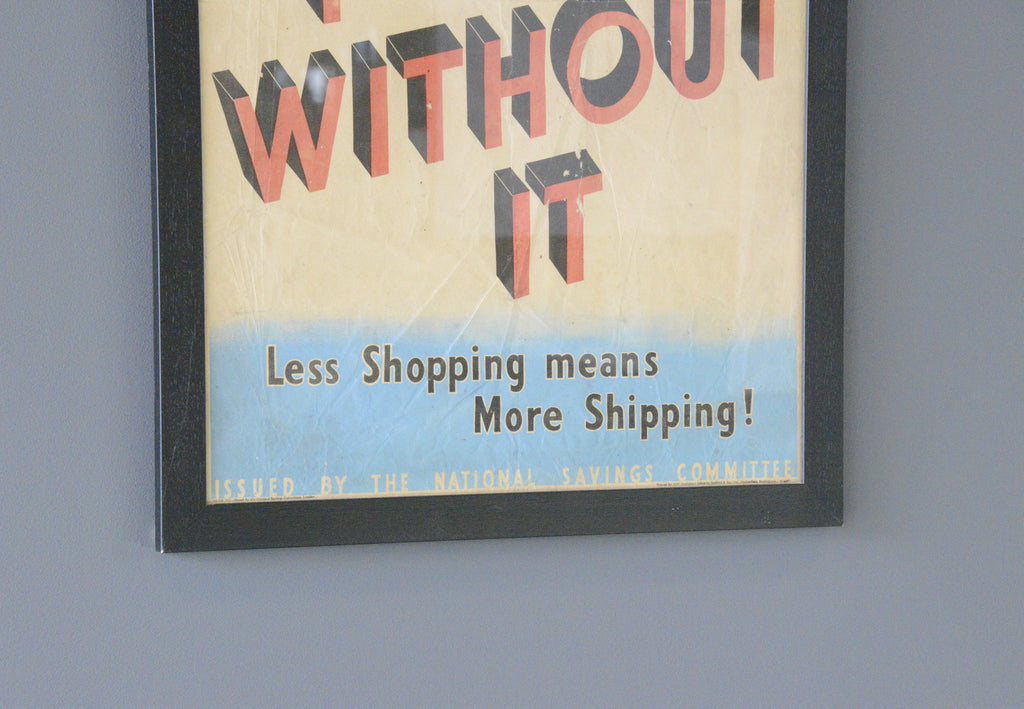 WITHOUT
IT
Less Shopping means
More Shipping!
ISSUED BY THE NATIONAL SAVINGS COMMITTEE